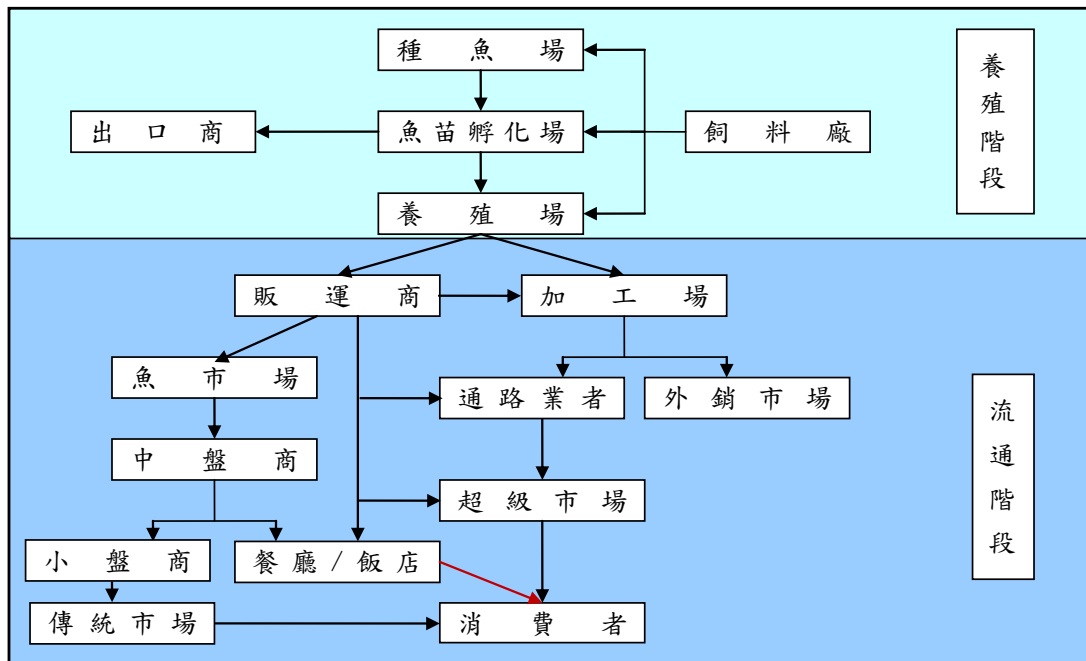 種魚場
養殖階段
出口商
魚苗孵化場
飼料廠
養殖場
販運商
加工場
魚市場
通路業者
外銷市場
流通階段
中盤商
超級市場
小盤商
餐廳/飯店
傳統市場
消費者